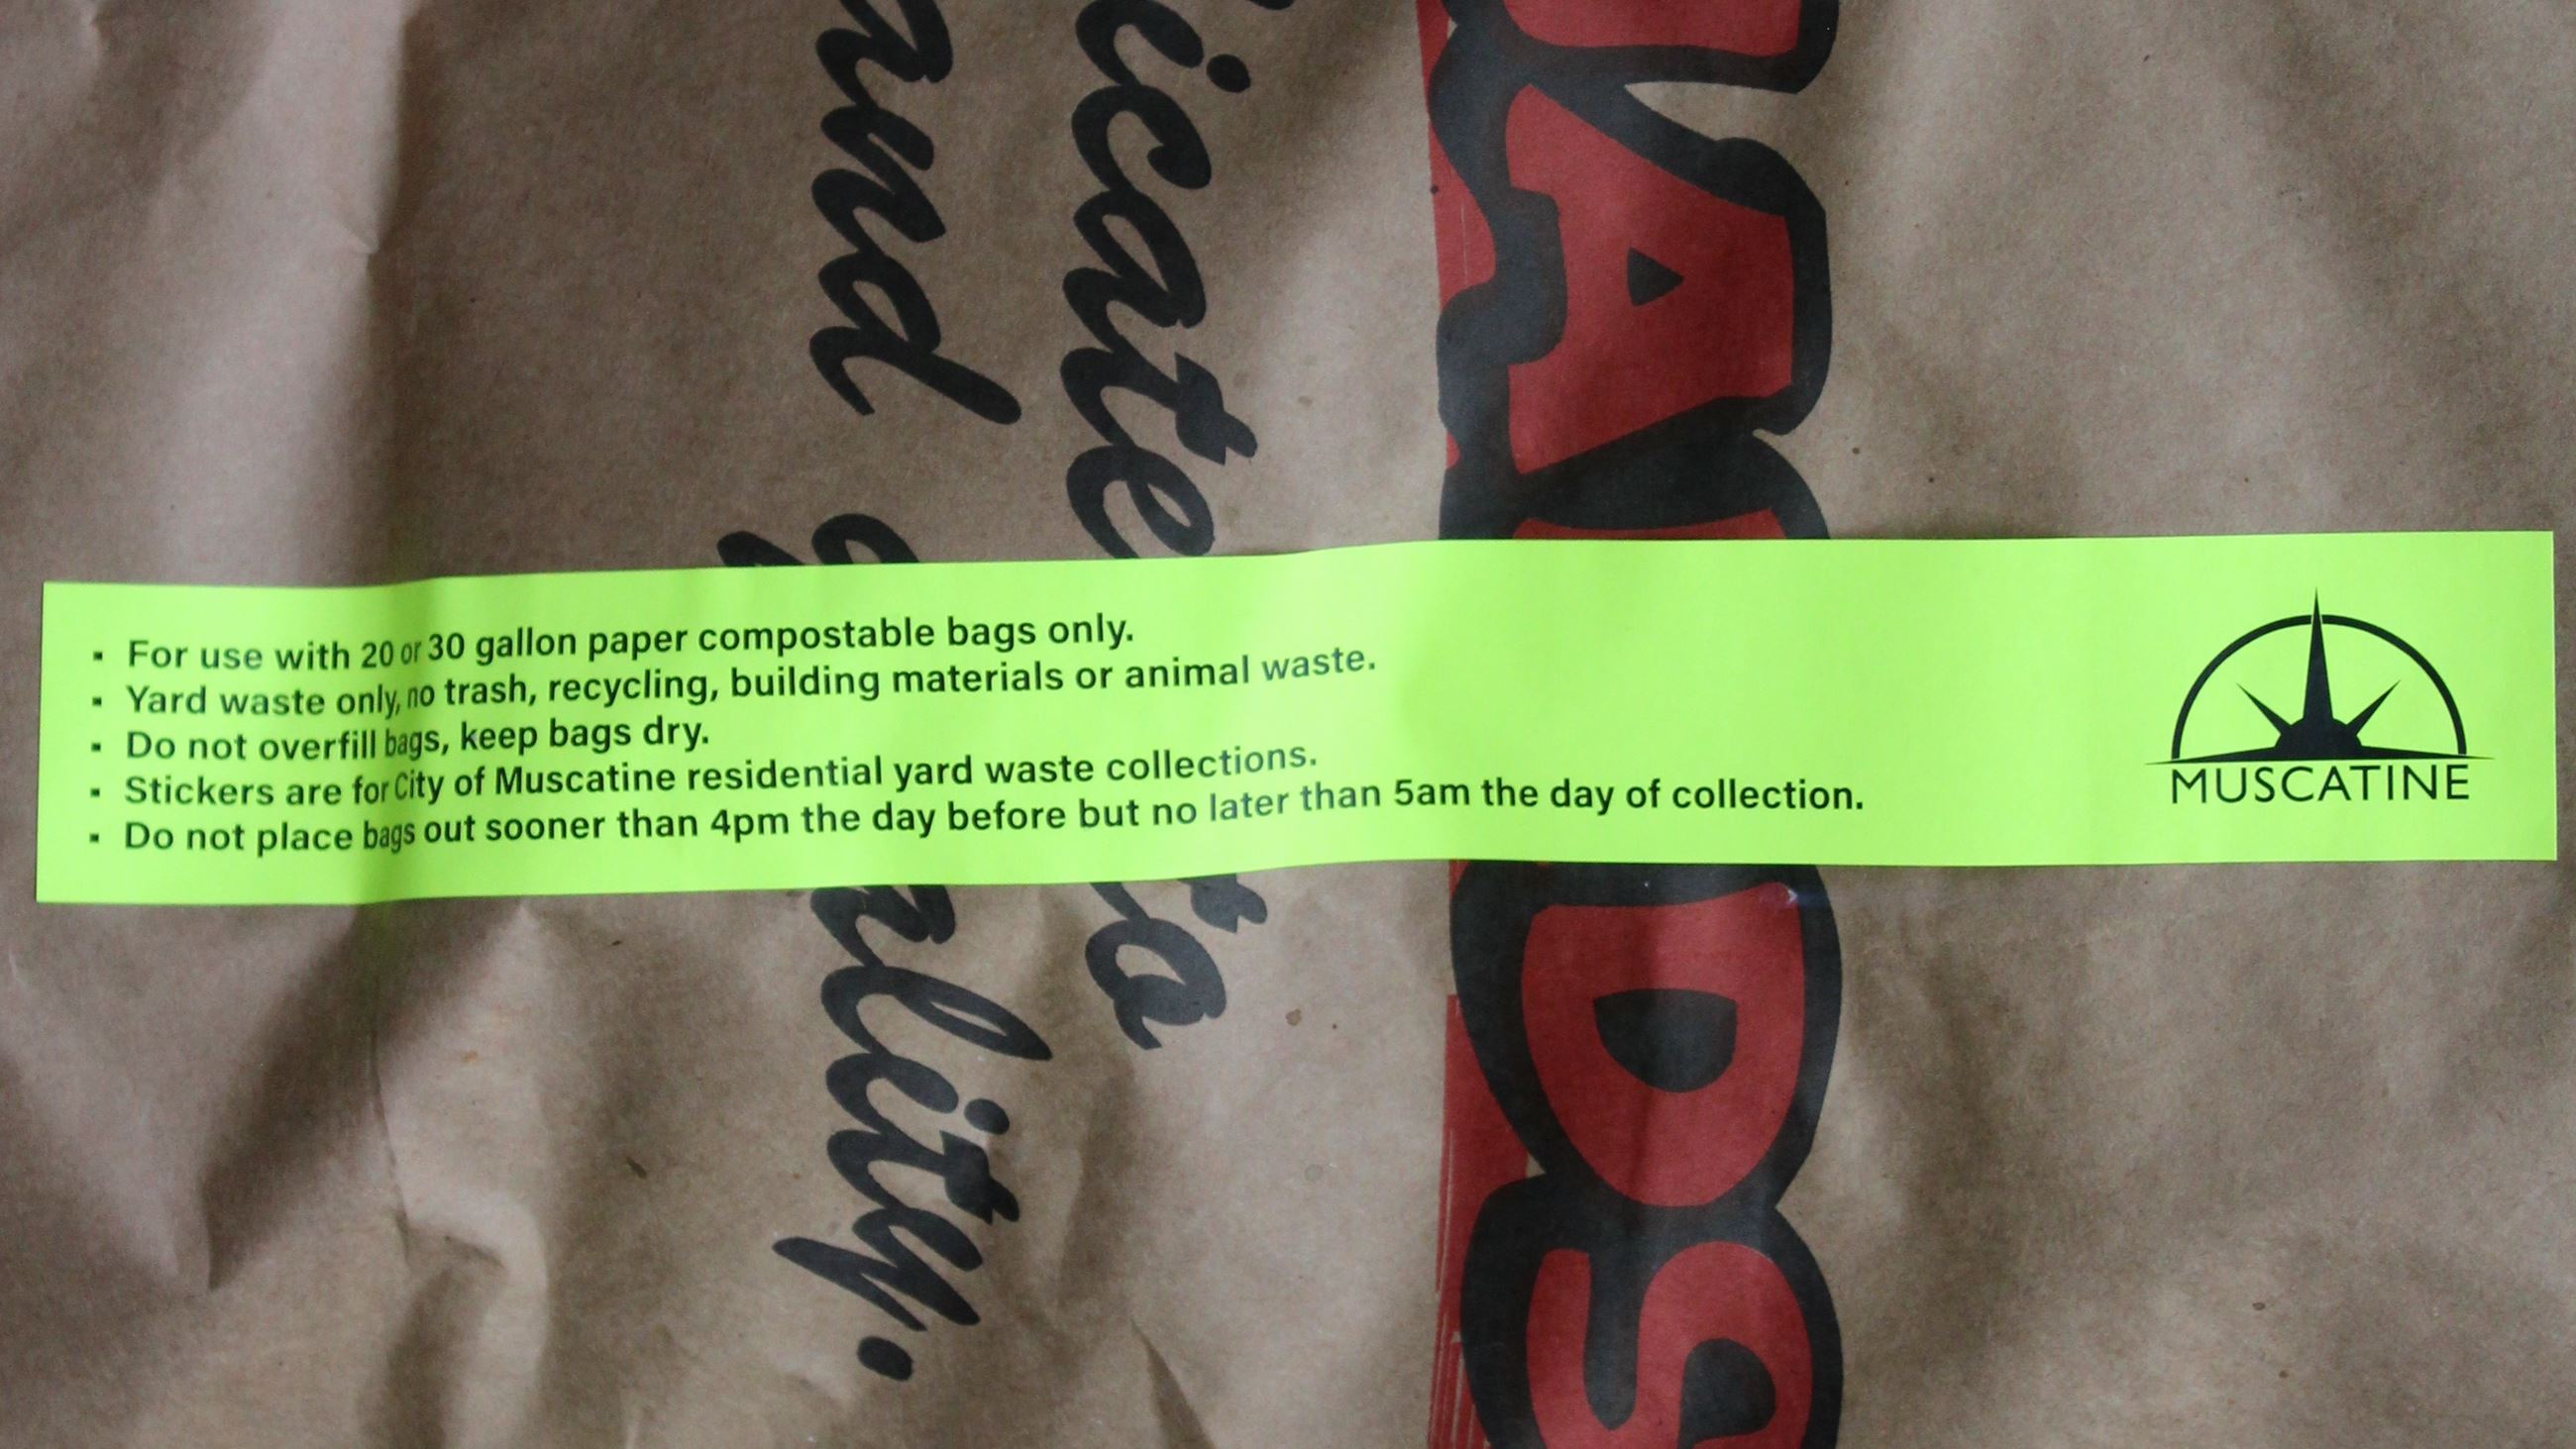 ▪ For use with 20 or 30 gallon paper compostable bags only.
▪ Yard waste only, no trash, recycling, building materials or animal waste.
▪ Do not overfill bags, keep bags dry.
▪ Stickers are for City of Muscatine residential yard waste collections.
▪ Do not place bags out sooner than 4pm the day before but no later than 5am the day of collection.
MUSCATINE